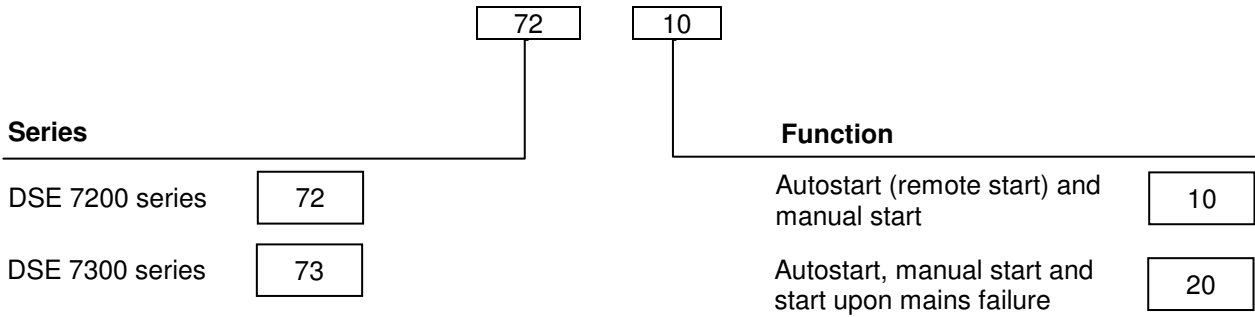 72 10
Series
Function
DSE 7200 series 72
DSE 7300 series 73
Autostart (remote start) and
manual start
10
Autostart, manual start and
start upon mains failure
20